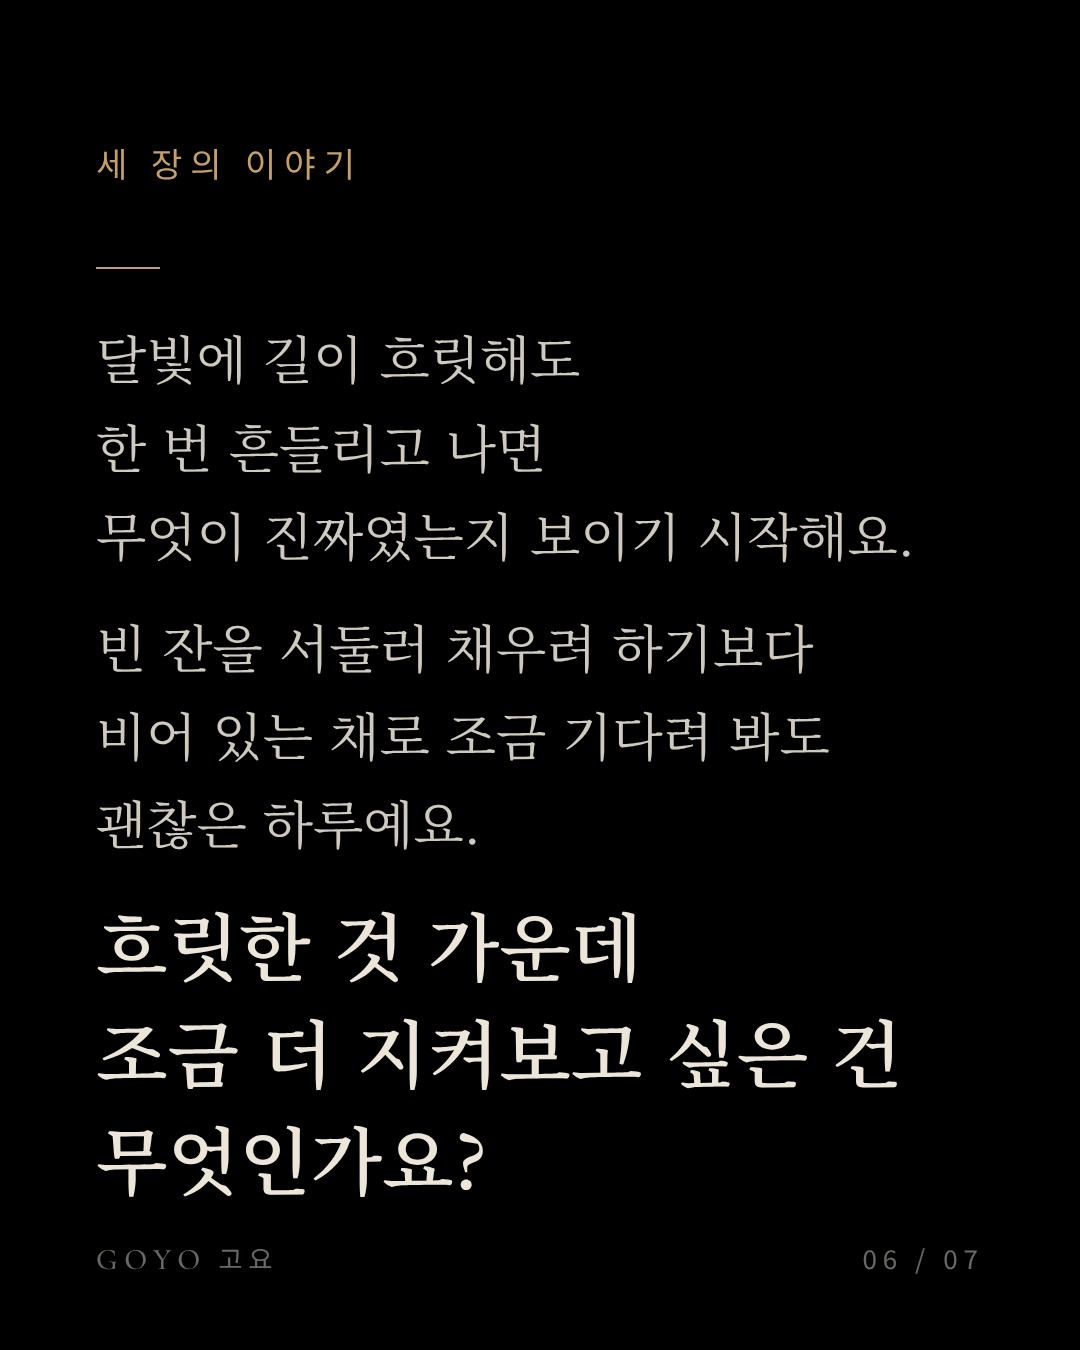 세 장의 이야기
달빛에 길이 흐릿해도
한 번 흔들리고 나면
무엇이 진짜였는지 보이기 시작해요.
빈 잔을 서둘러 채우려 하기보다
비어 있는 채로 조금 기다려 봐도
괜찮은 하루예요.
흐릿한 것 가운데
조금 더 지켜보고 싶은 건
무엇인가요?
GOYO 고요
06 / 07